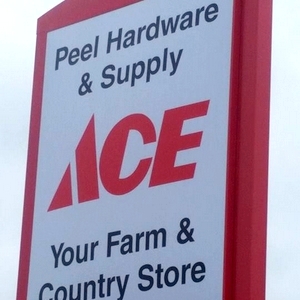 Peel Hardware
& Supply
ACE
Your Farm &
Country Store